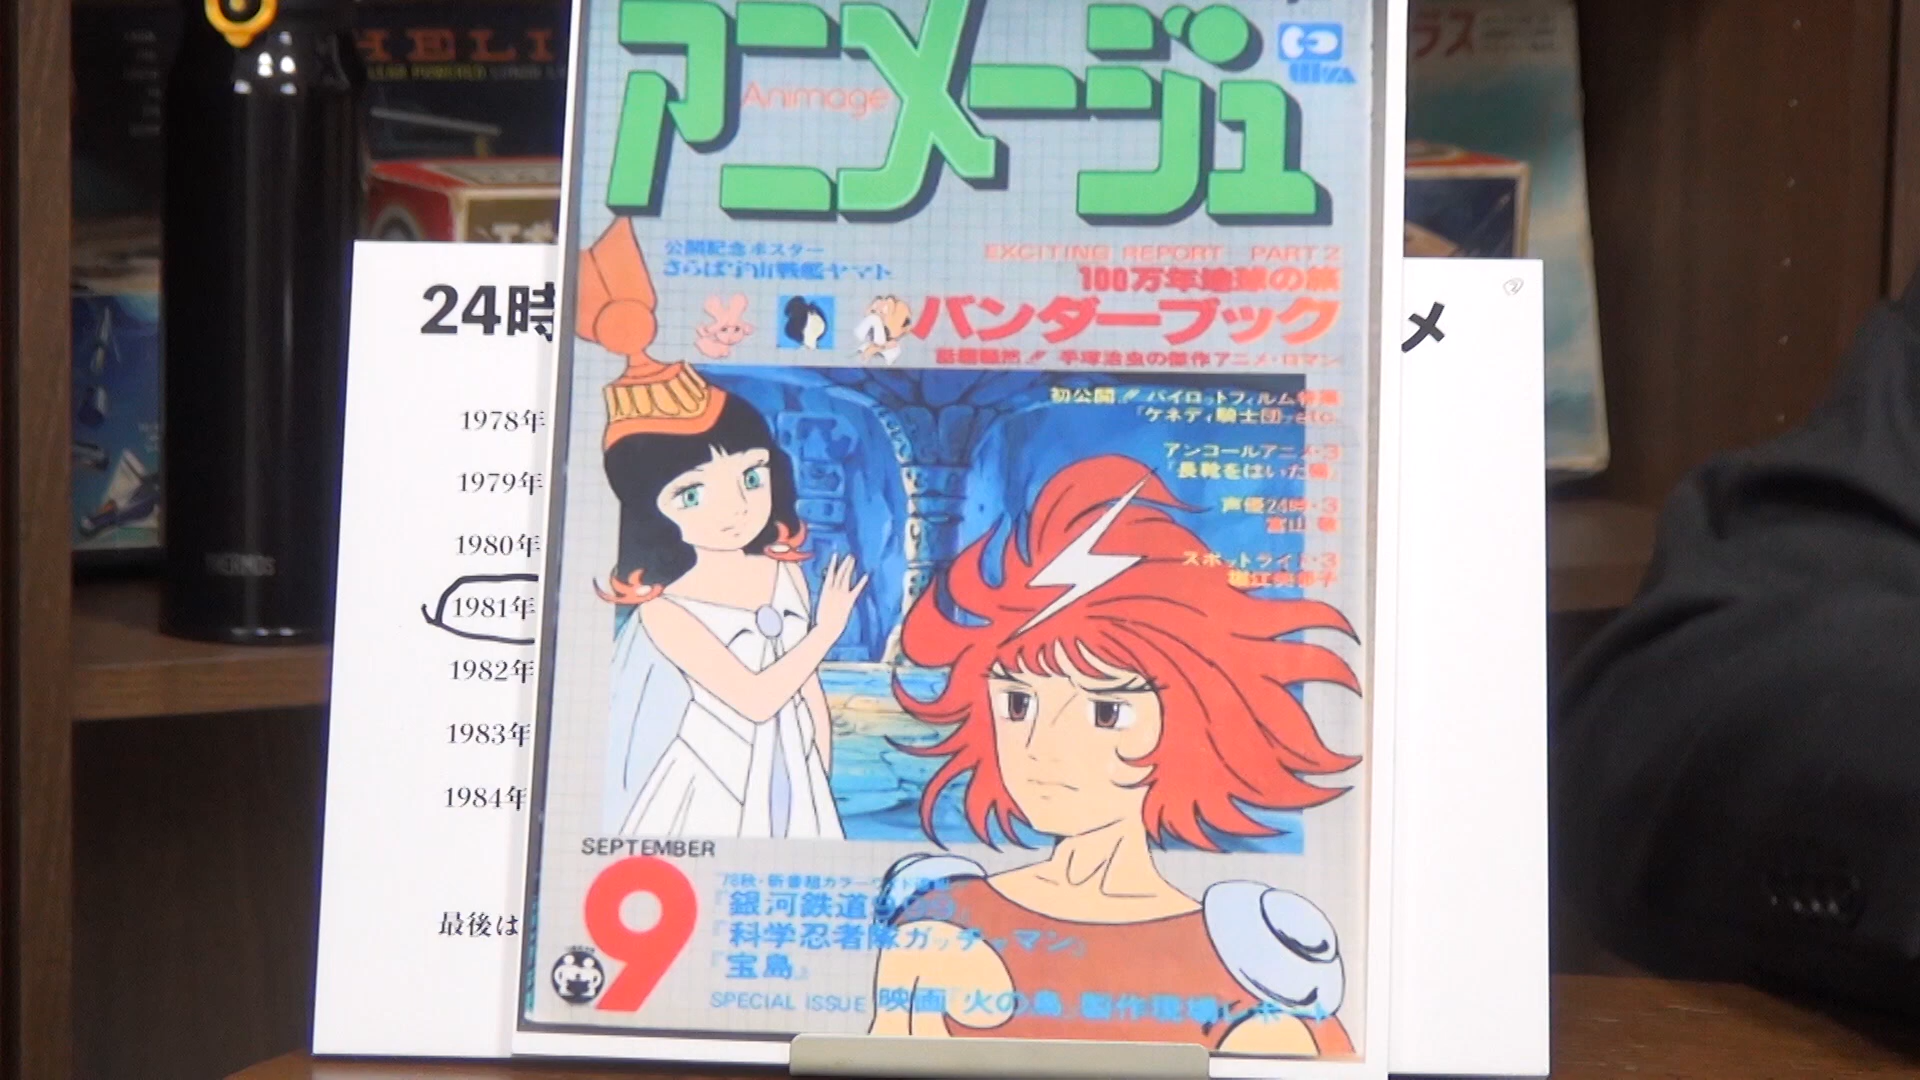 アニメージュ
Animage
公開記念ポスター
さらば宇宙戦艦ヤマト
EXCITING REPORT PART 2
100万年地球の旅
バンダーブック
手塚治虫の傑作アニメ・ロマン
初公開!! パイロットフィルム特集
『ケネディ騎士団』etc.
アンコールアニメ・3
『長靴をはいた猫』
声優24時・3
富山 敬
スポットライト・3
SEPTEMBER
9
『銀河鉄道999』
『科学忍者隊ガッチャマン』
『宝島』
SPECIAL ISSUE 映画『火の鳥』製作現場レポート
24時
メ
1978年
1979年
1980年
1981年
1982年
1983年
1984年
最後は
THERMOS
HELI
ラス